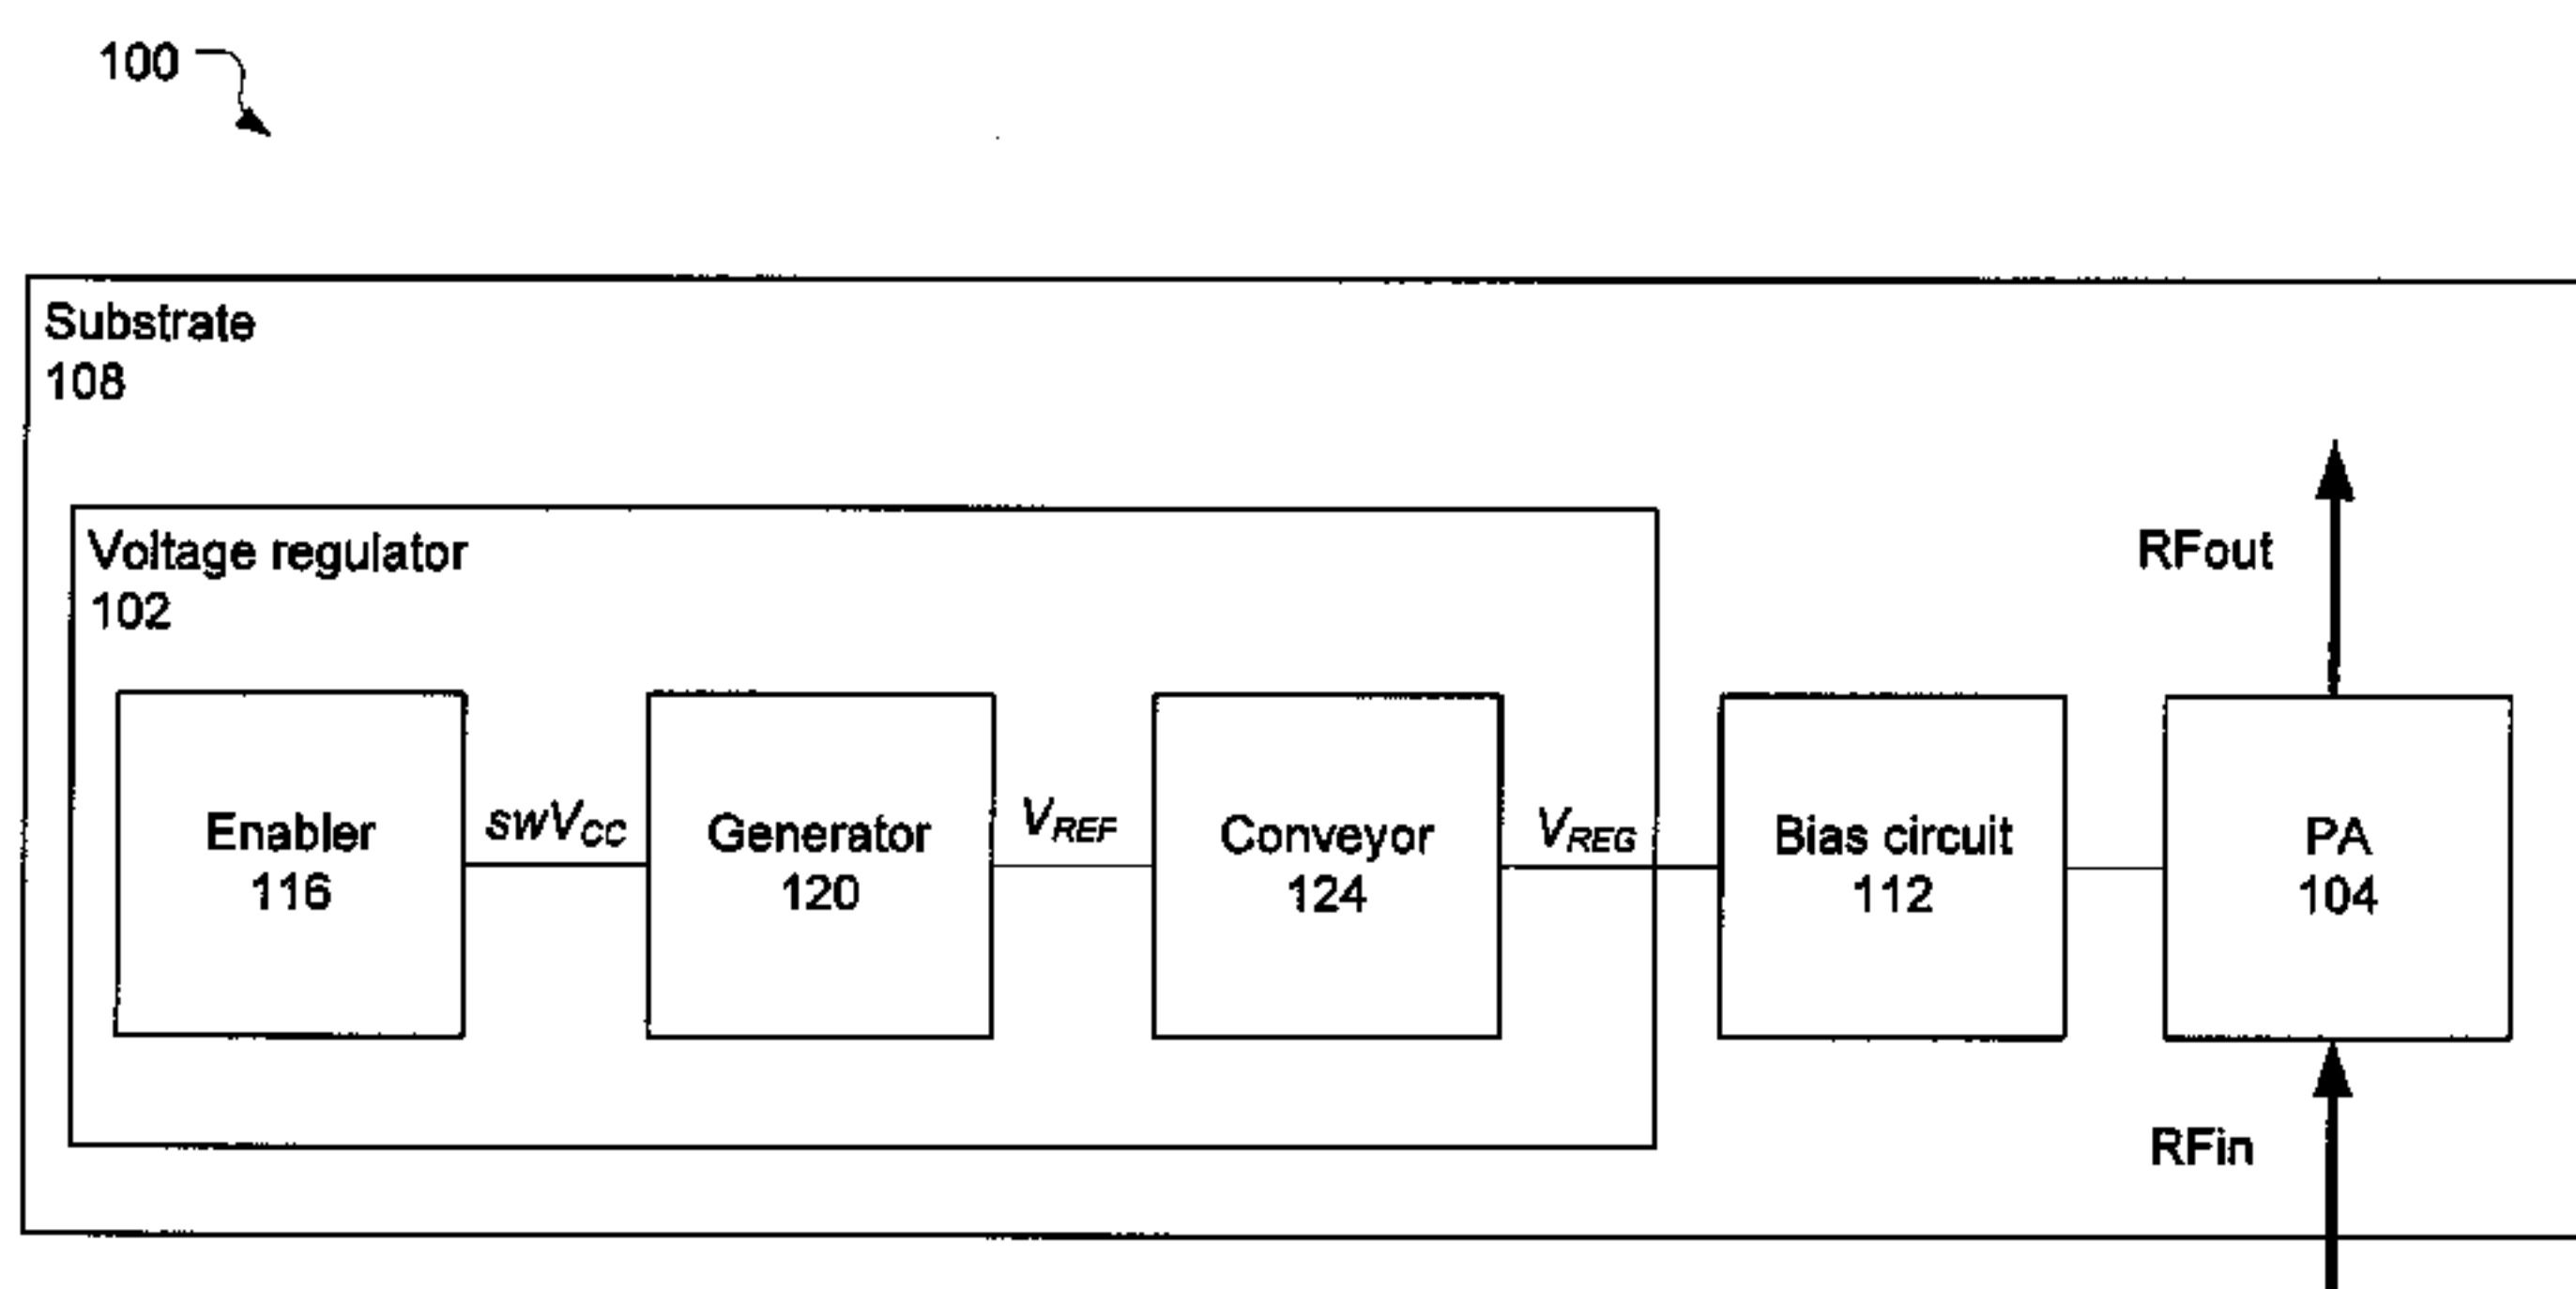 100
Substrate
108
RFout
Voltage regulator
102
Enabler
116
swVCC
Generator
120
VREF
Conveyor
124
VREG
Bias circuit
112
PA
104
RFin